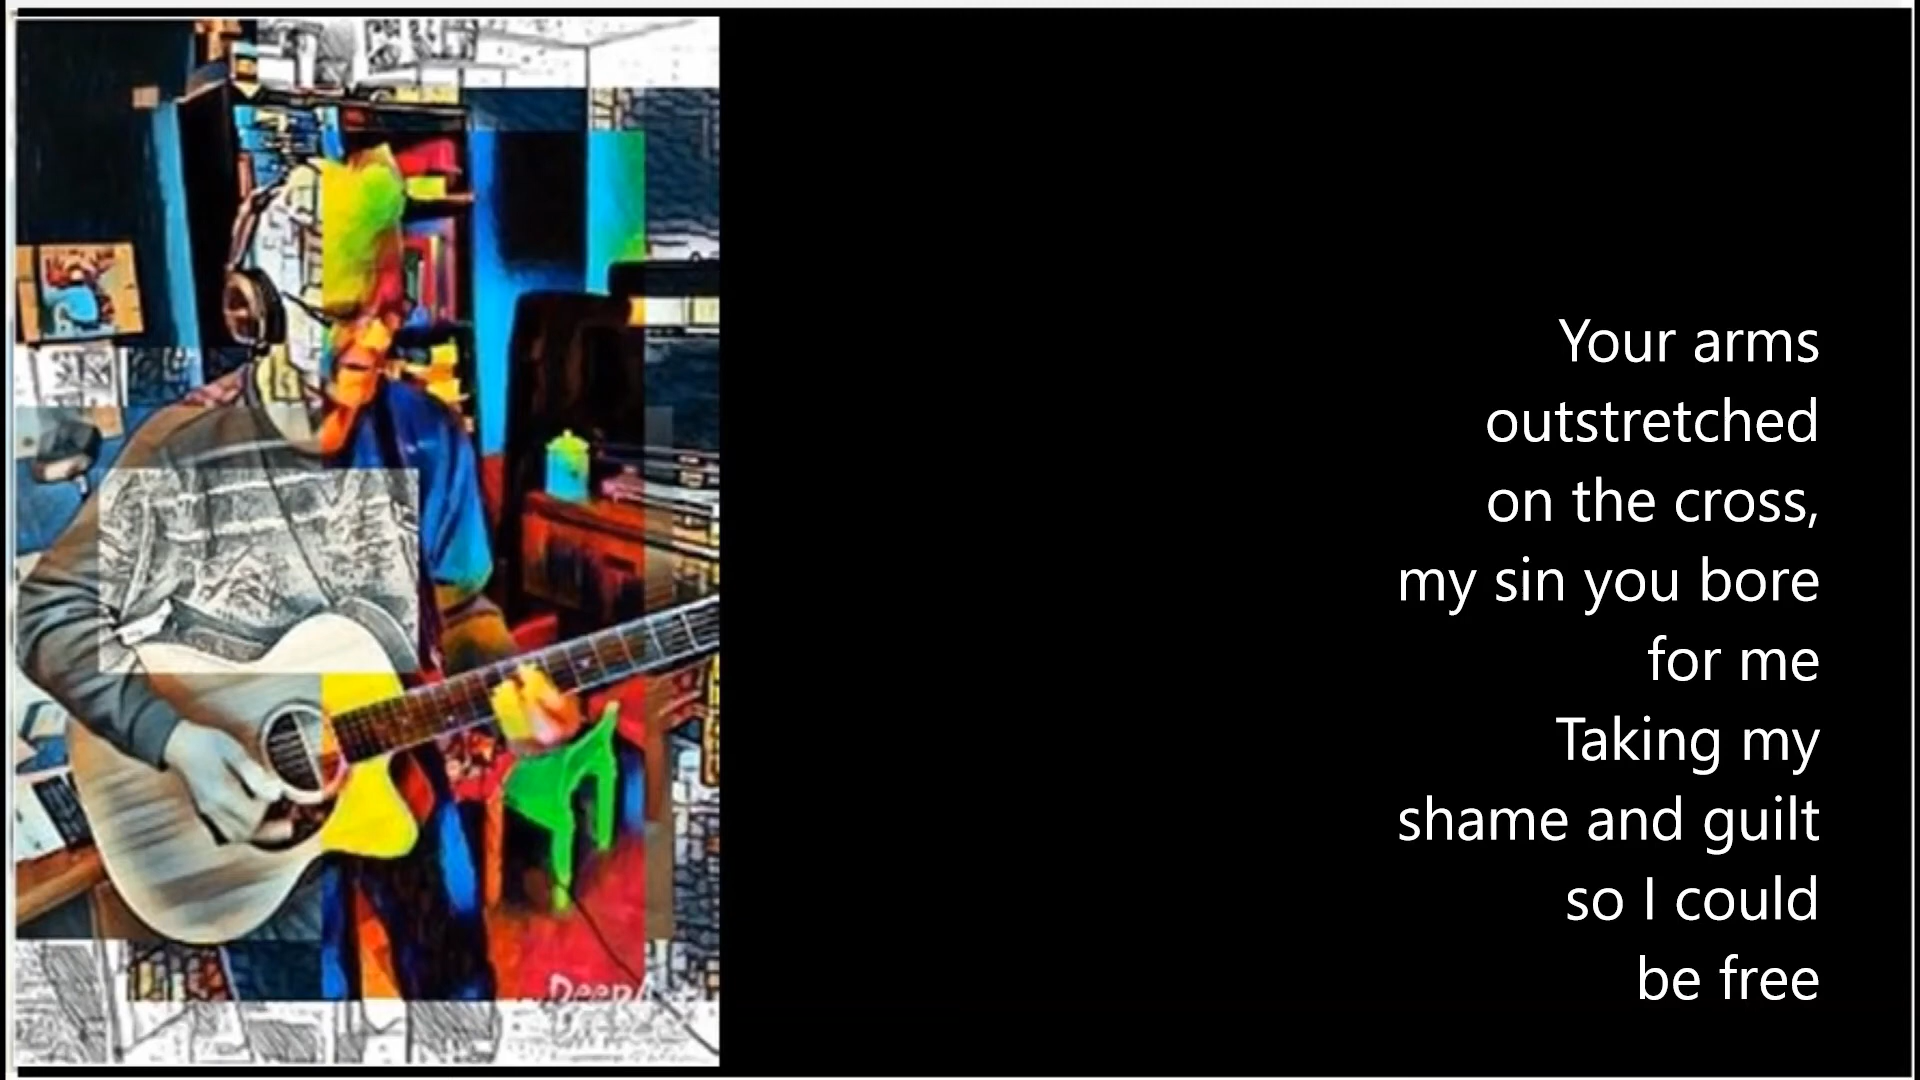 Your arms
outstretched
on the cross,
my sin you bore
for me
Taking my
shame and guilt
so I could
be free